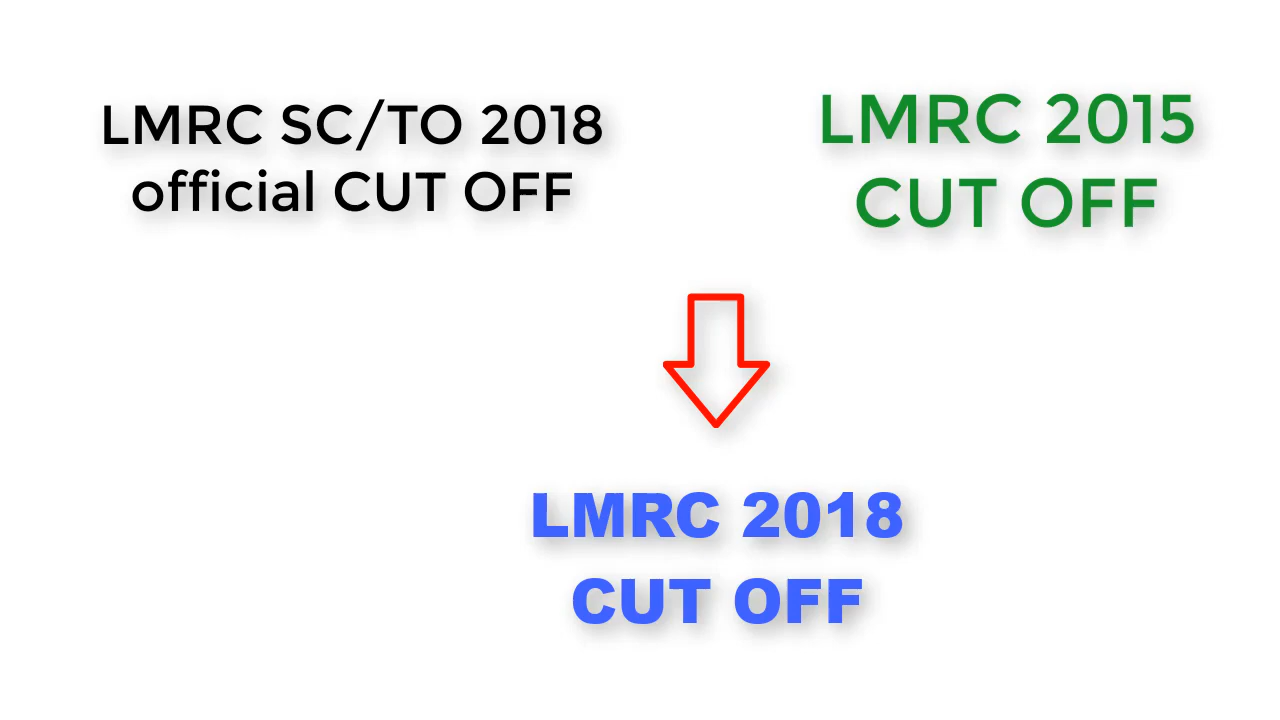 LMRC SC/TO 2018
official CUT OFF
LMRC 2015
CUT OFF
LMRC 2018
CUT OFF